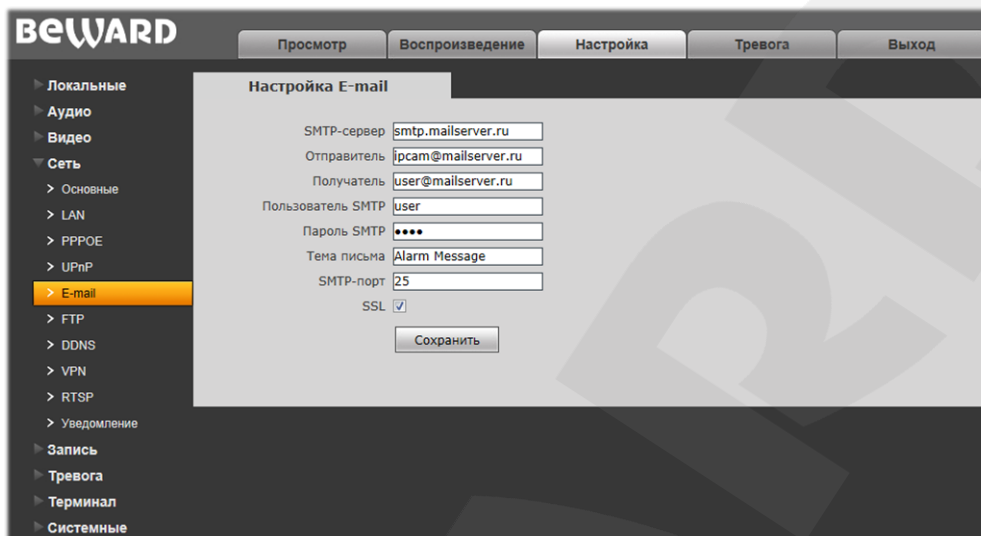 BEWARD
Просмотр Воспроизведение Настройка Тревога Выход
Локальные
Аудио
Видео
Сеть
> Основные
> LAN
> PPPOE
> UPnP
> E-mail
> FTP
> DDNS
> VPN
> RTSP
> Уведомление
Запись
Тревога
Терминал
Системные
Настройка E-mail
SMTP-сервер smtp.mailserver.ru
Отправитель ipcam@mailserver.ru
Получатель user@mailserver.ru
Пользователь SMTP user
Пароль SMTP ••••
Тема письма Alarm Message
SMTP-порт 25
SSL
Сохранить